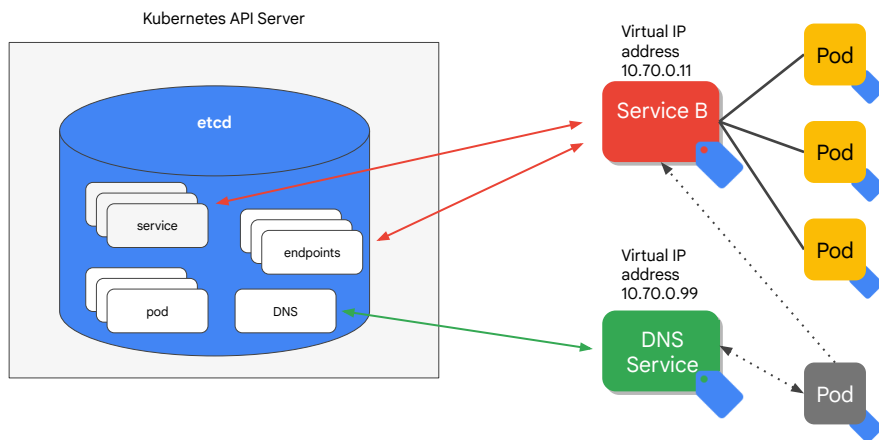 Kubernetes API Server
etcd
service
endpoints
pod
DNS
Virtual IP
address
10.70.0.11
Service B
Pod
Pod
Pod
Virtual IP
address
10.70.0.99
DNS
Service
Pod